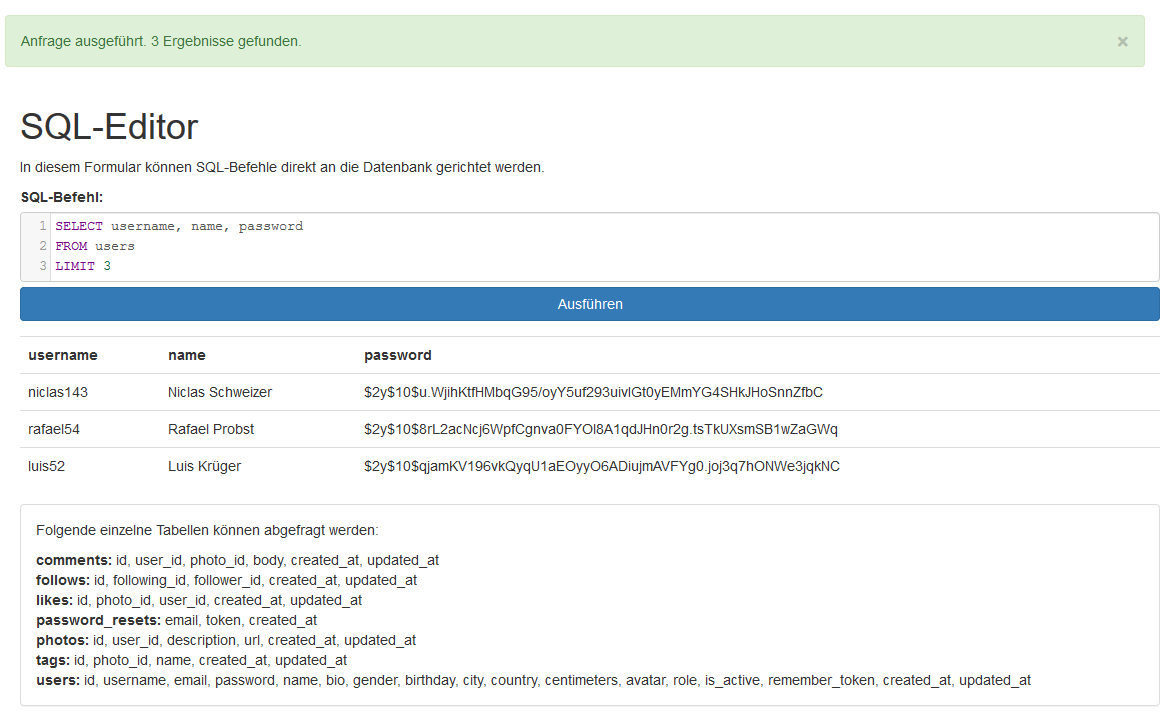 Anfrage ausgeführt. 3 Ergebnisse gefunden. ×
SQL-Editor
In diesem Formular können SQL-Befehle direkt an die Datenbank gerichtet werden.
SQL-Befehl:
1 SELECT username, name, password
2 FROM users
3 LIMIT 3
Ausführen
username name password
niclas143 Niclas Schweizer $2y$10$u.WjihKtfHMbqG95/oyY5uf293uivlGt0yEMmYG4SHkJHoSnnZfbC
rafael54 Rafael Probst $2y$10$8rL2acNcj6WpfCgnva0FYOl8A1qdJHn0r2g.tsTkUXsmSB1wZaGWq
luis52 Luis Krüger $2y$10$qjamKV196vkQyqU1aEOyyO6ADiujmAVFYg0.joj3q7hONWe3jqkNC
Folgende einzelne Tabellen können abgefragt werden:
comments: id, user_id, photo_id, body, created_at, updated_at
follows: id, following_id, follower_id, created_at, updated_at
likes: id, photo_id, user_id, created_at, updated_at
password_resets: email, token, created_at
photos: id, user_id, description, url, created_at, updated_at
tags: id, photo_id, name, created_at, updated_at
users: id, username, email, password, name, bio, gender, birthday, city, country, centimeters, avatar, role, is_active, remember_token, created_at, updated_at